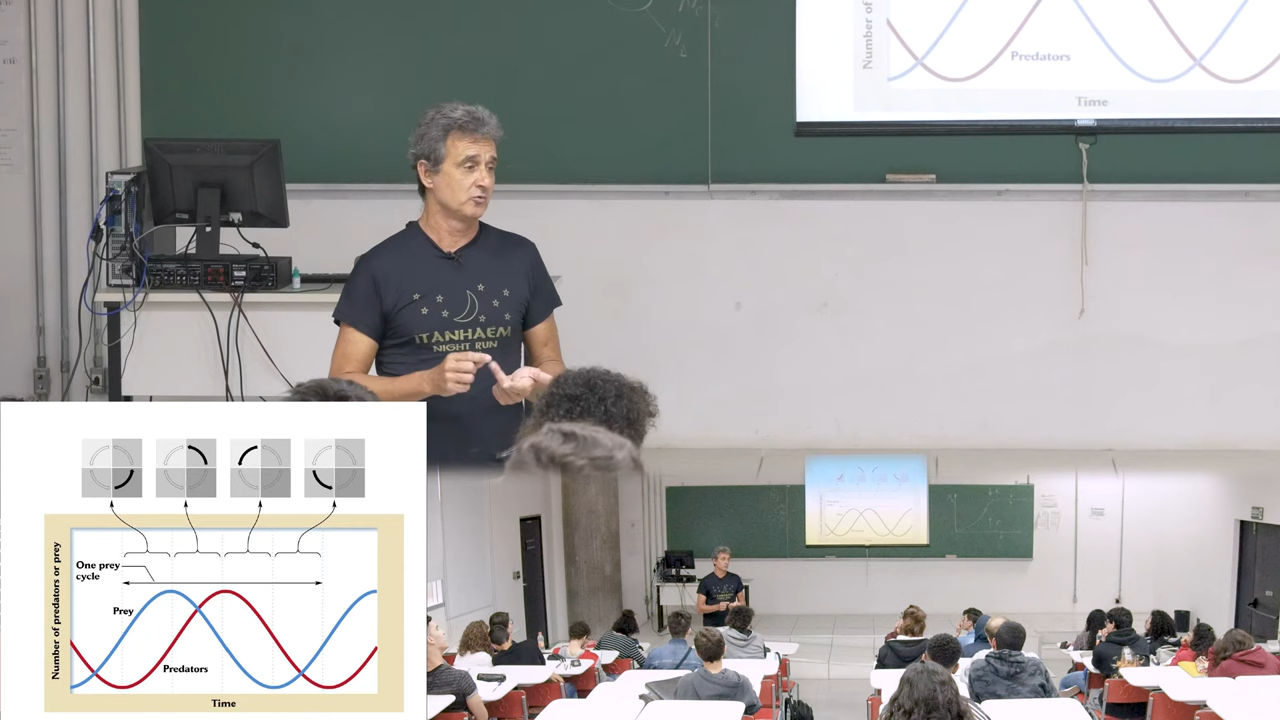 N
Number of
Predators
Time
ITANHAEM
NIGHT RUN
Number of predators or prey
One prey
cycle
Prey
Predators
Time